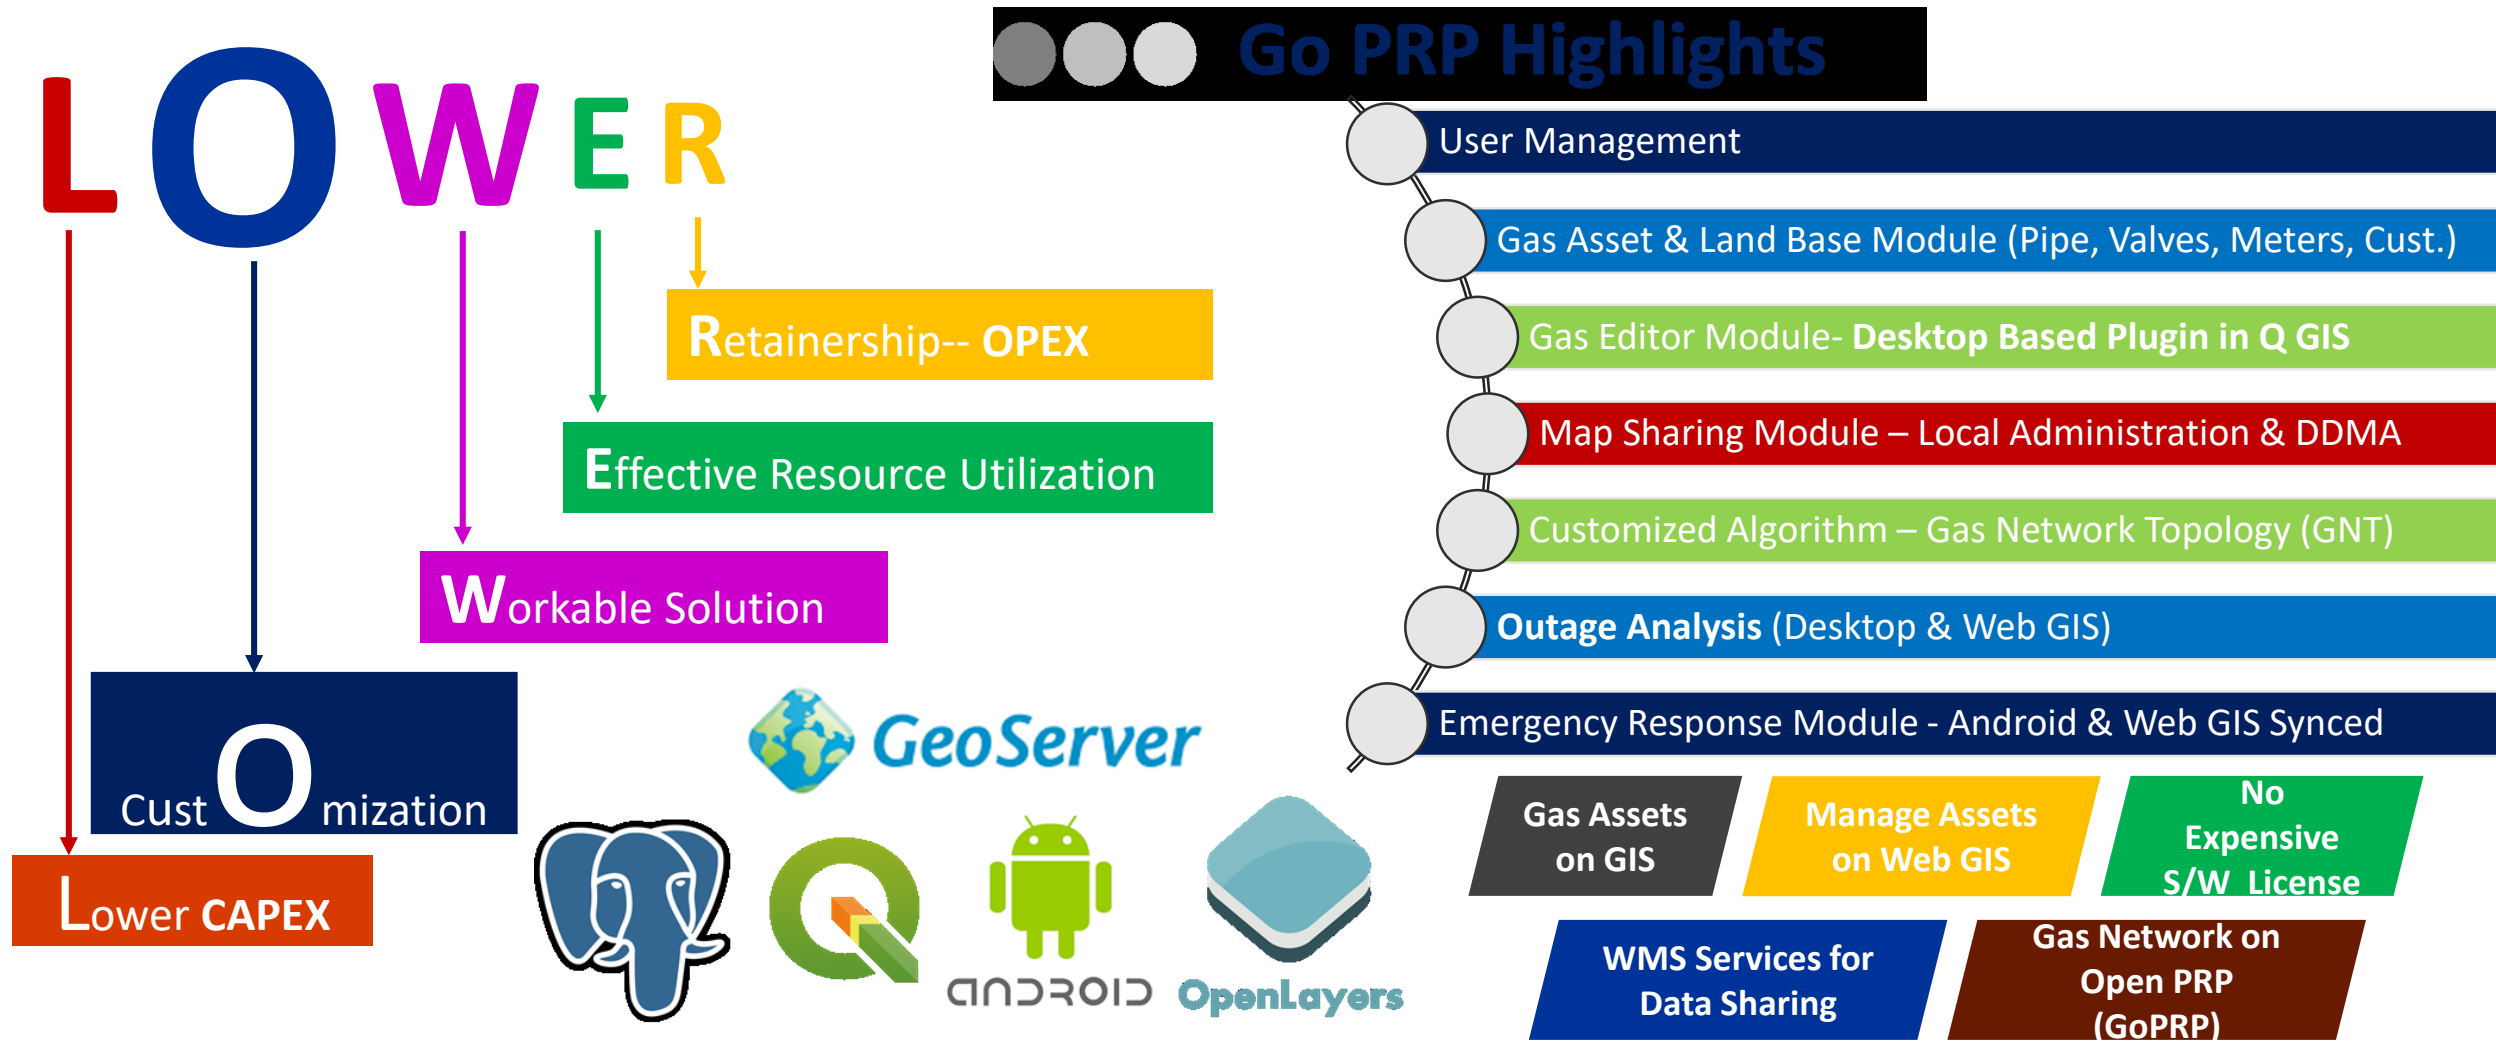 LOWER
Retainership-- OPEX
Effective Resource Utilization
Workable Solution
CustOmization
Lower CAPEX
GeoServer
ANDROID
OpenLayers
Go PRP Highlights
User Management
Gas Asset & Land Base Module (Pipe, Valves, Meters, Cust.)
Gas Editor Module- Desktop Based Plugin in Q GIS
Map Sharing Module – Local Administration & DDMA
Customized Algorithm – Gas Network Topology (GNT)
Outage Analysis (Desktop & Web GIS)
Emergency Response Module - Android & Web GIS Synced
Gas Assets
on GIS
Manage Assets
on Web GIS
No
Expensive
S/W License
WMS Services for
Data Sharing
Gas Network on
Open PRP
(GoPRP)